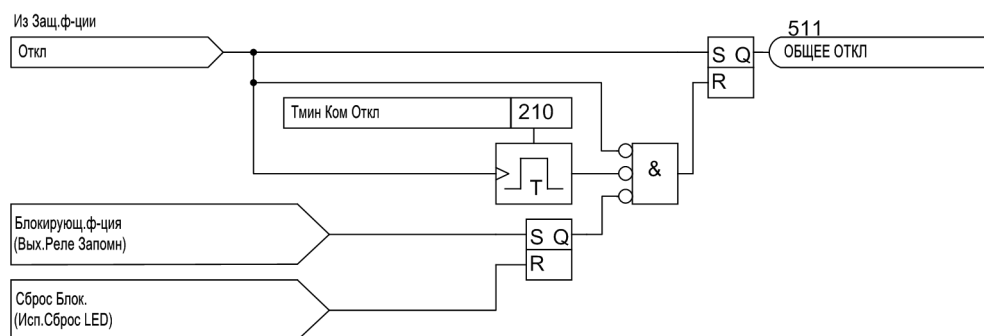 Из Защ.ф-ции
511
Откл
S Q
ОБЩЕЕ ОТКЛ
R
Тмин Ком Откл
210
&
T
Блокирующ.ф-ция
(Вых.Реле Запомн)
S Q
R
Сброс Блок.
(Исп.Сброс LED)